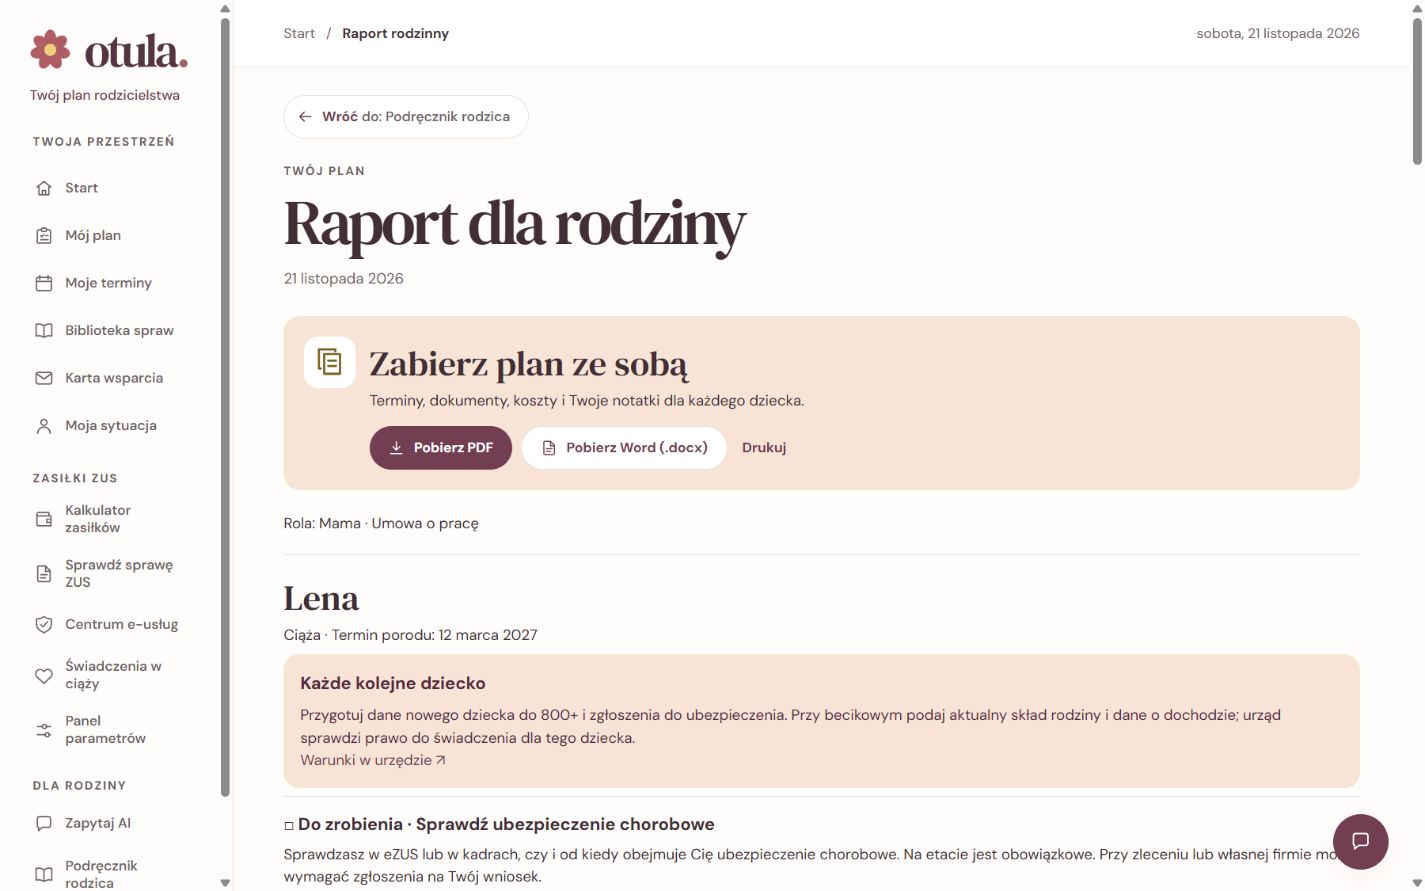 otula.
Twój plan rodzicielstwa
TWOJA PRZESTRZEŃ
Start
Mój plan
Moje terminy
Biblioteka spraw
Karta wsparcia
Moja sytuacja
ZASIŁKI ZUS
Kalkulator
zasiłków
Sprawdź sprawę
ZUS
Centrum e-usług
Świadczenia w
ciąży
Panel
parametrów
DLA RODZINY
Zapytaj AI
Podręcznik
rodzica
Start / Raport rodzinny
sobota, 21 listopada 2026
← Wróć do: Podręcznik rodzica
TWÓJ PLAN
Raport dla rodziny
21 listopada 2026
Zabierz plan ze sobą
Terminy, dokumenty, koszty i Twoje notatki dla każdego dziecka.
Pobierz PDF
Pobierz Word (.docx)
Drukuj
Rola: Mama · Umowa o pracę
Lena
Ciąża · Termin porodu: 12 marca 2027
Każde kolejne dziecko
Przygotuj dane nowego dziecka do 800+ i zgłoszenia do ubezpieczenia. Przy becikowym podaj aktualny skład rodziny i dane o dochodzie; urząd
sprawdzi prawo do świadczenia dla tego dziecka.
Warunki w urzędzie ↗
□ Do zrobienia · Sprawdź ubezpieczenie chorobowe
Sprawdzasz w eZUS lub w kadrach, czy i od kiedy obejmuje Cię ubezpieczenie chorobowe. Na etacie jest obowiązkowe. Przy zleceniu lub własnej firmie
wymagać zgłoszenia na Twój wniosek.